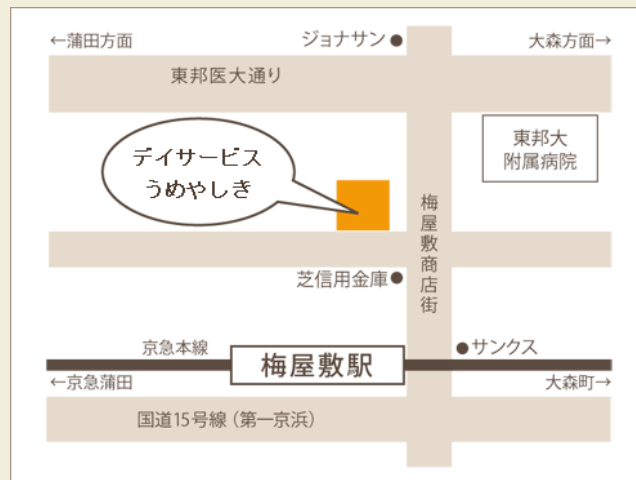 ←蒲田方面
ジョナサン
大森方面→
東邦医大通り
東邦大
附属病院
デイサービス
うめやしき
梅屋敷商店街
芝信用金庫
京急本線
梅屋敷駅
サンクス
←京急蒲田
大森町→
国道15号線（第一京浜）